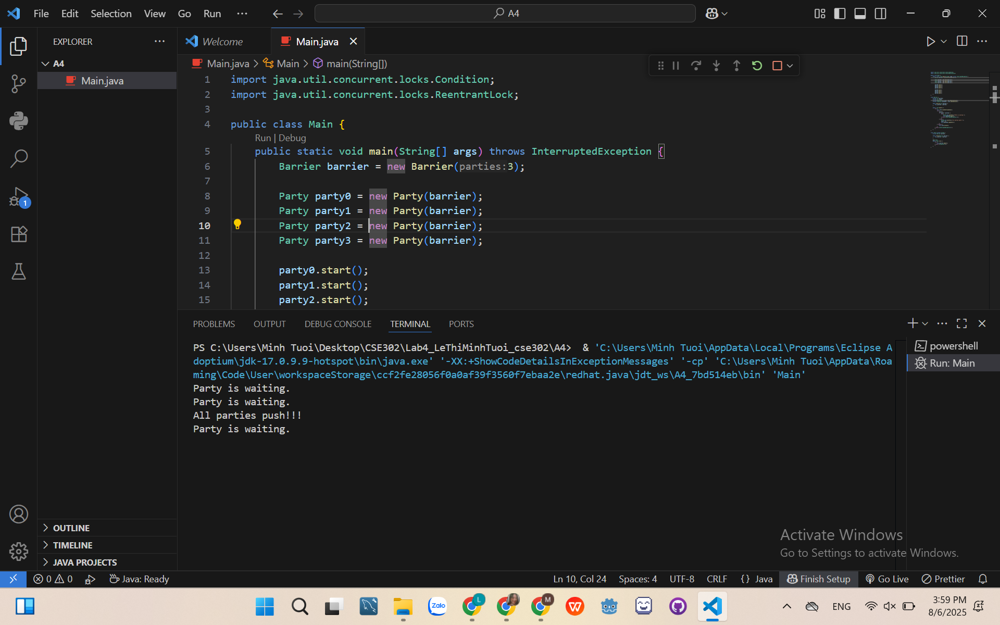 File Edit Selection View Go Run ··· A4
EXPLORER
A4
Main.java
OUTLINE
TIMELINE
JAVA PROJECTS
Welcome Main.java
Main.java > Main > main(String[])
1 import java.util.concurrent.locks.Condition;
2 import java.util.concurrent.locks.ReentrantLock;
3
4 public class Main {
Run | Debug
5 public static void main(String[] args) throws InterruptedException {
6 Barrier barrier = new Barrier(parties:3);
7
8 Party party0 = new Party(barrier);
9 Party party1 = new Party(barrier);
10 Party party2 = new Party(barrier);
11 Party party3 = new Party(barrier);
12
13 party0.start();
14 party1.start();
15 party2.start();
PROBLEMS OUTPUT DEBUG CONSOLE TERMINAL PORTS
PS C:\Users\Minh Tuoi\Desktop\CSE302\Lab4_LeThiMinhTuoi_cse302\A4> & 'C:\Users\Minh Tuoi\AppData\Local\Programs\Eclipse A
doptium\jdk-17.0.9.9-hotspot\bin\java.exe' '-XX:+ShowCodeDetailsInExceptionMessages' '-cp' 'C:\Users\Minh Tuoi\AppData\Roa
ming\Code\User\workspaceStorage\ccf2fe28056f0a0af39f3560f7ebaa2e\redhat.java\jdt_ws\A4_7bd514eb\bin' 'Main'
Party is waiting.
Party is waiting.
All parties push!!!
Party is waiting.
powershell
Run: Main
Activate Windows
Go to Settings to activate Windows.
1
0 0 Java: Ready Ln 10, Col 24 Spaces: 4 UTF-8 CRLF {} Java Finish Setup Go Live Prettier
Zalo L M W ENG 3:59 PM
8/6/2025